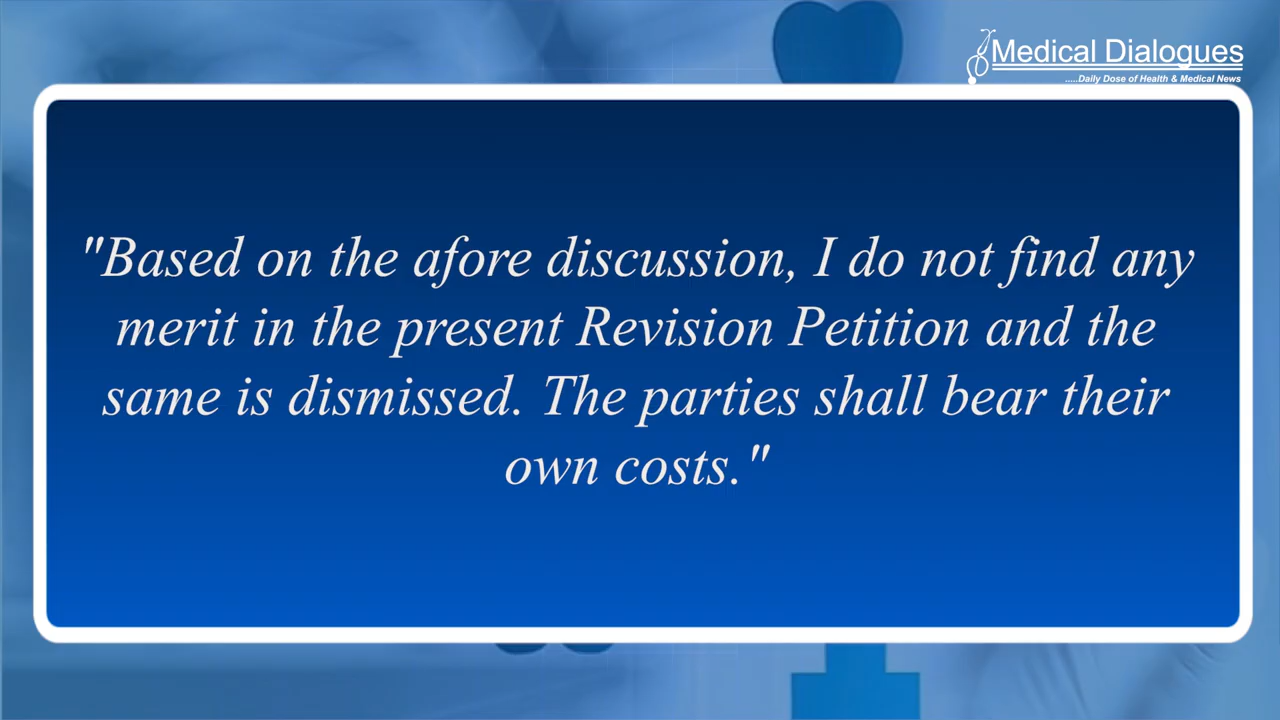 Medical Dialogues
.....Daily Dose of Health & Medical News
"Based on the afore discussion, I do not find any
merit in the present Revision Petition and the
same is dismissed. The parties shall bear their
own costs."